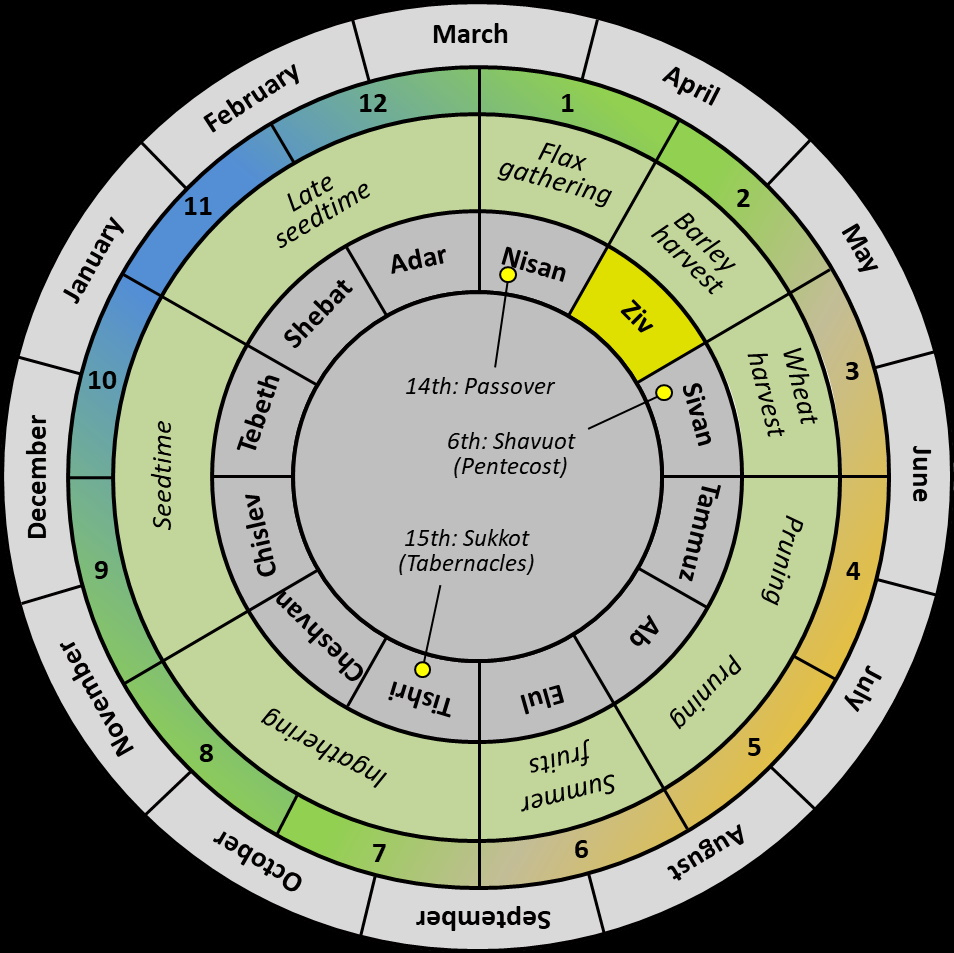 March
April
May
June
July
August
September
October
November
December
January
February
1
2
3
4
5
6
7
8
9
10
11
12
Flax
gathering
Barley
harvest
Wheat
harvest
Pruning
Pruning
Summer
fruits
Ingathering
Seedtime
Late
seedtime
Nisan
Ziv
Sivan
Tammuz
Ab
Elul
Tishri
Cheshvan
Chislev
Tebeth
Shebat
Adar
14th: Passover
6th: Shavuot
(Pentecost)
15th: Sukkot
(Tabernacles)